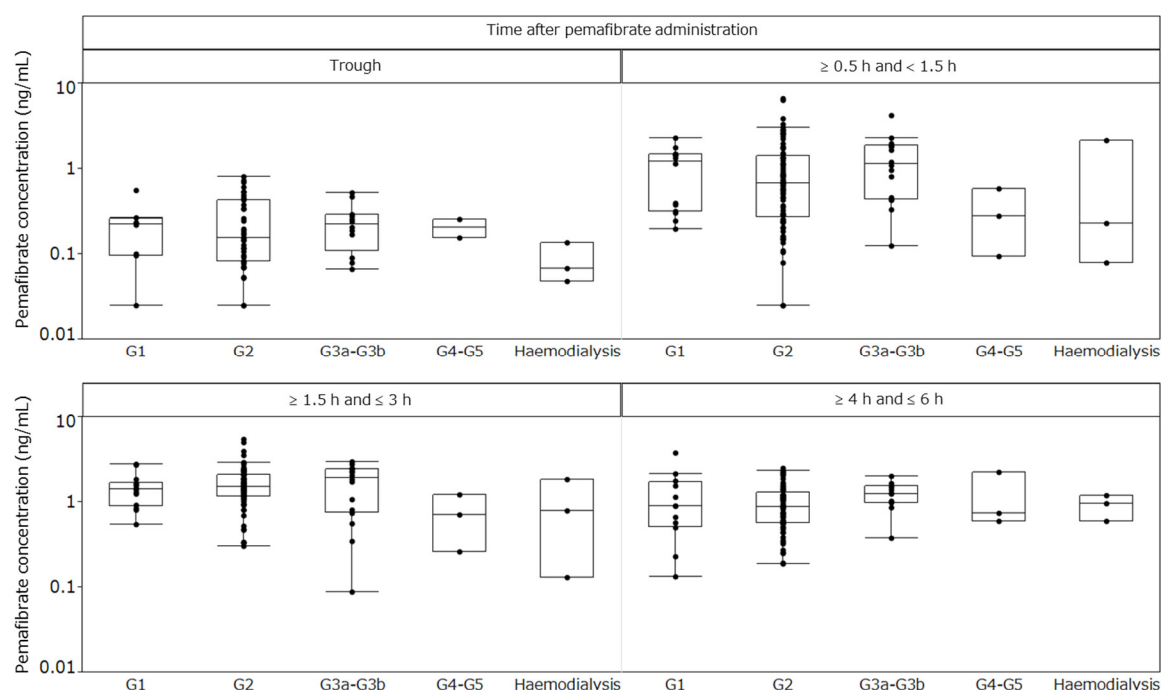 Time after pemafibrate administration
Trough
≥ 0.5 h and < 1.5 h
Pemafibrate concentration (ng/mL)
10
1
0.1
0.01
G1 G2 G3a-G3b G4-G5 Haemodialysis
G1 G2 G3a-G3b G4-G5 Haemodialysis
≥ 1.5 h and ≤ 3 h
≥ 4 h and ≤ 6 h
Pemafibrate concentration (ng/mL)
10
1
0.1
0.01
G1 G2 G3a-G3b G4-G5 Haemodialysis
G1 G2 G3a-G3b G4-G5 Haemodialysis